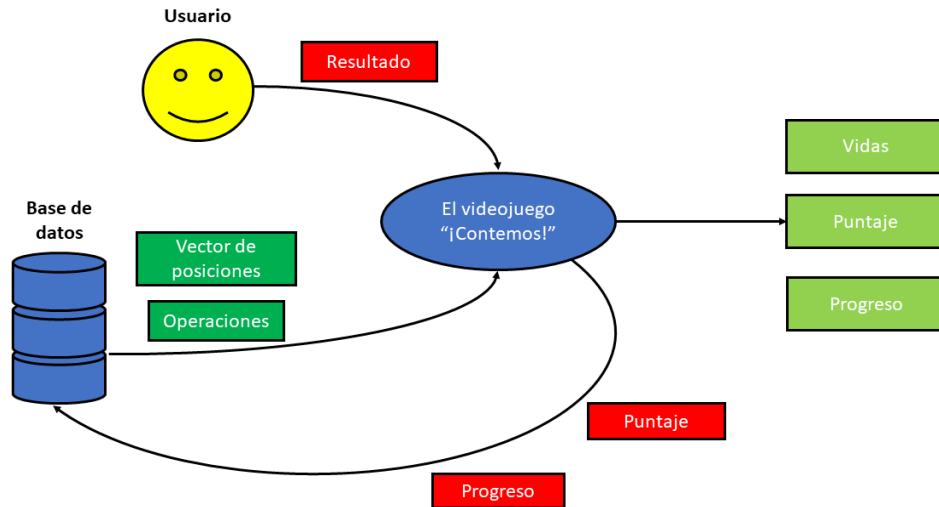 Usuario
Resultado
Vidas
El videojuego
“¡Contemos!”
Puntaje
Base de
datos
Vector de
posiciones
Operaciones
Progreso
Puntaje
Progreso